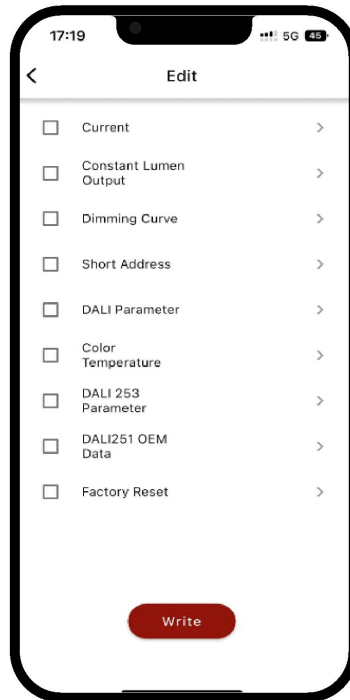 17:19
5G 45
Edit
Current
Constant Lumen
Output
Dimming Curve
Short Address
DALI Parameter
Color
Temperature
DALI 253
Parameter
DALI251 OEM
Data
Factory Reset
Write